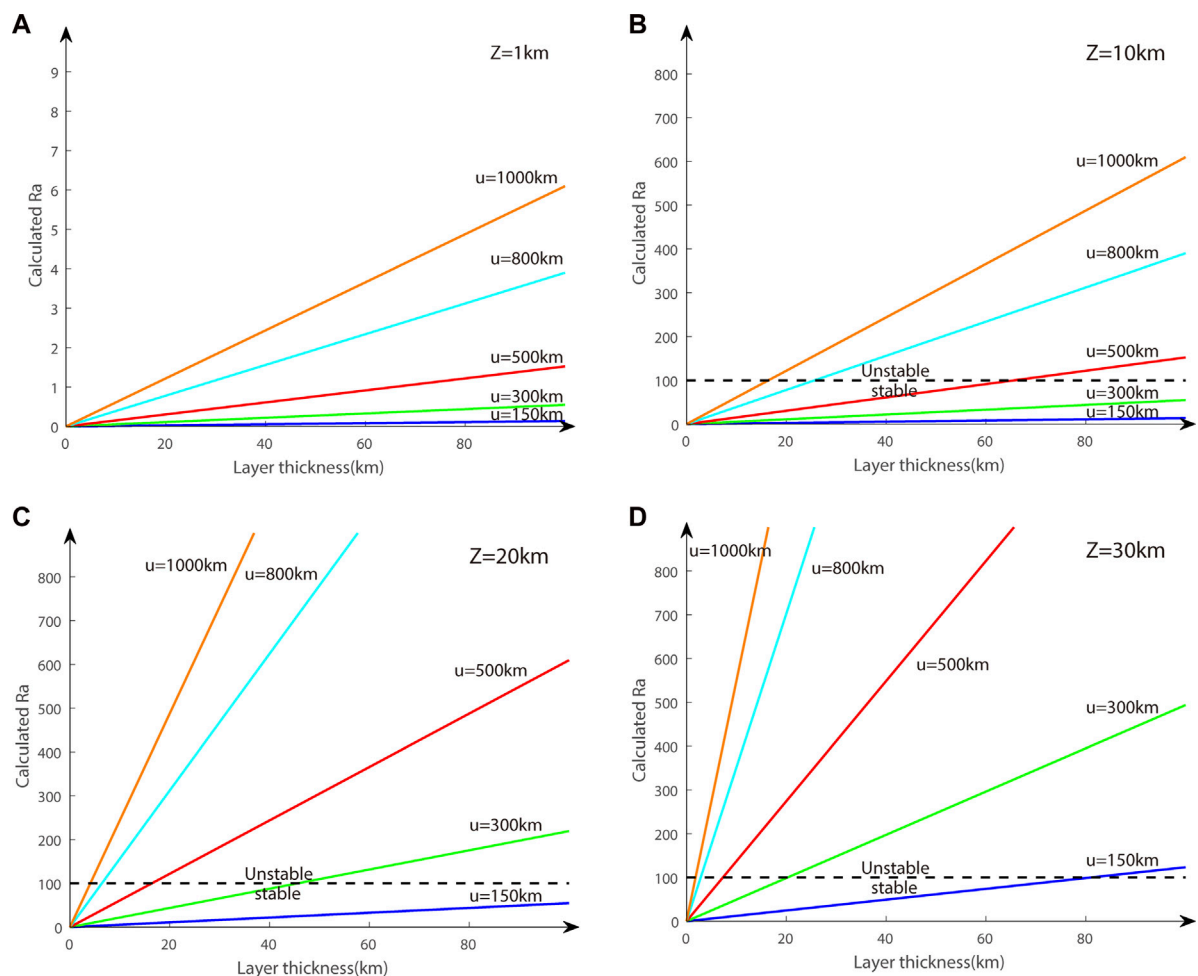 A
Z=1km
9
8
7
6
5
4
3
2
1
0
Calculated Ra
u=1000km
u=800km
u=500km
u=300km
u=150km
0
20
40
60
80
Layer thickness(km)
B
Z=10km
800
700
600
500
400
300
200
100
0
Calculated Ra
u=1000km
u=800km
u=500km
Unstable
stable
u=300km
u=150km
0
20
40
60
80
Layer thickness(km)
C
Z=20km
800
700
600
500
400
300
200
100
0
Calculated Ra
u=1000km
u=800km
u=500km
u=300km
Unstable
stable
u=150km
0
20
40
60
80
Layer thickness(km)
D
Z=30km
800
700
600
500
400
300
200
100
0
Calculated Ra
u=1000km
u=800km
u=500km
u=300km
u=150km
Unstable
stable
0
20
40
60
80
Layer thickness(km)